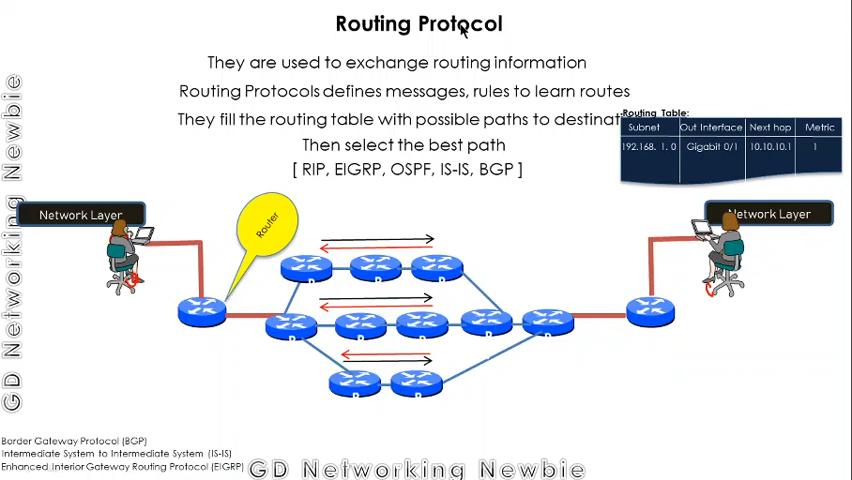 Routing Protocol
They are used to exchange routing information
Routing Protocols defines messages, rules to learn routes
They fill the routing table with possible paths to destinat
Then select the best path
[ RIP, EIGRP, OSPF, IS-IS, BGP ]
Routing Table:
Subnet Out Interface Next hop Metric
192.168. 1. 0 Gigabit 0/1 10.10.10.1 1
Network Layer
Network Layer
Router
GD Networking Newbie
Border Gateway Protocol (BGP)
Intermediate System to Intermediate System (IS-IS)
Enhanced Interior Gateway Routing Protocol (EIGRP)
GD Networking Newbie